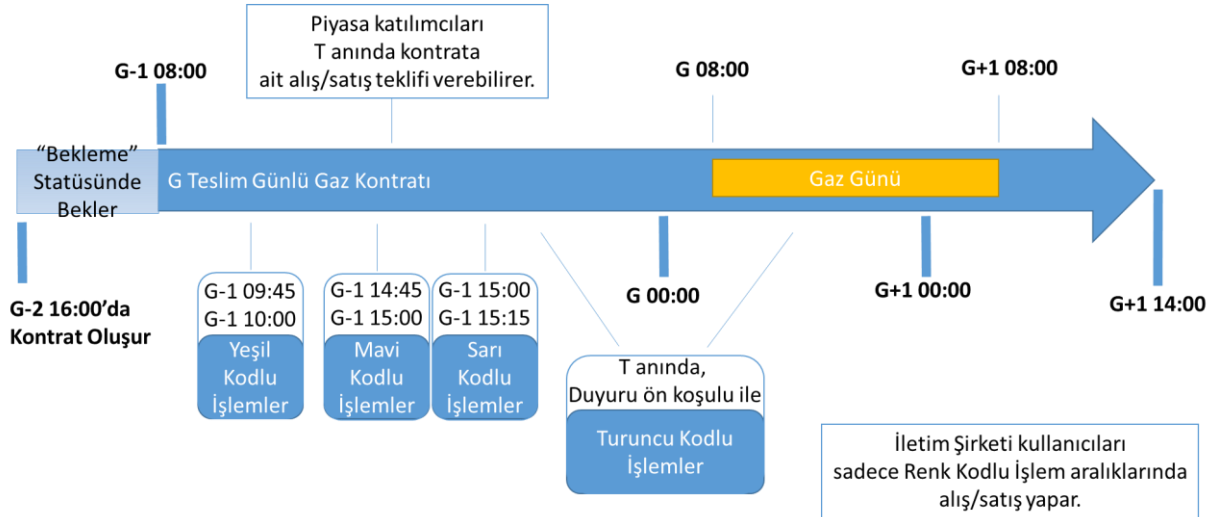 Piyasa katılımcıları
T anında kontrata
ait alış/satış teklifi verebilirer.
G-1 08:00
G 08:00
G+1 08:00
“Bekleme”
Statüsünde
Bekler
G Teslim Günlü Gaz Kontratı
Gaz Günü
G-2 16:00’da
Kontrat Oluşur
G-1 09:45
G-1 10:00
Yeşil
Kodlu
İşlemler
G-1 14:45
G-1 15:00
Mavi
Kodlu
İşlemler
G-1 15:00
G-1 15:15
Sarı
Kodlu
İşlemler
G 00:00
G+1 00:00
G+1 14:00
T anında,
Duyuru ön koşulu ile
Turuncu Kodlu
İşlemler
İletim Şirketi kullanıcıları
sadece Renk Kodlu İşlem aralıklarında
alış/satış yapar.